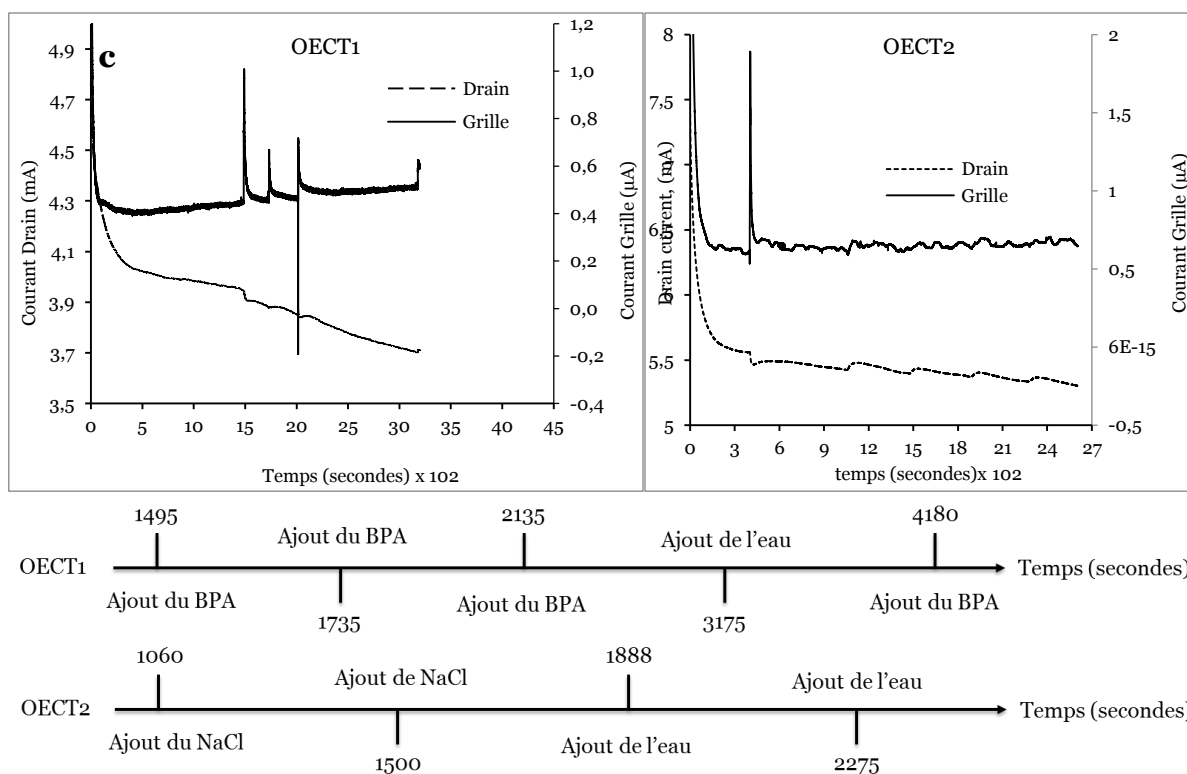 c
OECT1
Drain
Grille
Courant Drain (mA)
4.9
4.7
4.5
4.3
4.1
3.9
3.7
3.5
0
5
10
15
20
25
30
35
40
45
Temps (secondes) x 102
1,2
1,0
0,8
0,6
0,4
0,2
0,0
-0,2
-0,4
Courant Grille (µA)
OECT2
Drain
Grille
Drain current, (mA)
8
7,5
7
6,5
6
5,5
5
0
3
6
9
12
15
18
21
24
27
temps (secondes)x 102
2
1,5
1
0,5
6E-15
-0,5
Courant Grille (µA)
1495
2135
4180
Ajout du BPA
Ajout de l'eau
OECT1
Temps (secondes)
Ajout du BPA
Ajout du BPA
Ajout du BPA
1735
3175
1060
1888
Ajout de NaCl
Ajout de l'eau
OECT2
Temps (secondes)
Ajout du NaCl
Ajout de l'eau
1500
2275